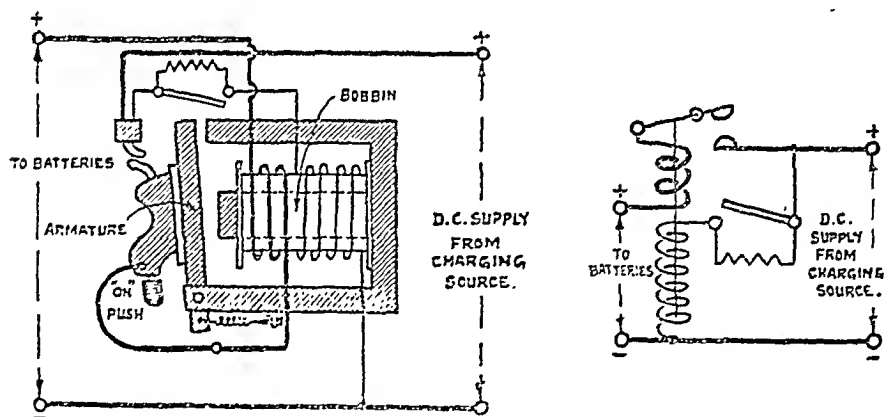 +
+
BOBBIN
TO BATTERIES
ARMATURE
"ON"
PUSH
D.C. SUPPLY
FROM
CHARGING
SOURCE.
−
−
+
+
TO
BATTERIES
D.C.
SUPPLY
FROM
CHARGING
SOURCE.
−
−